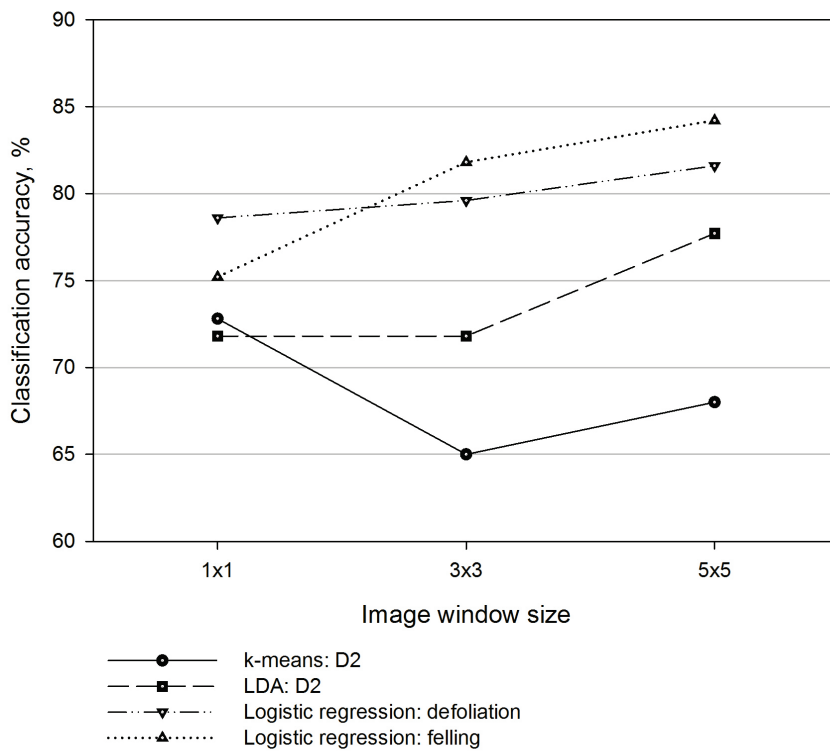 90
85
80
75
70
65
60
Classification accuracy, %
1x1 3x3 5x5
Image window size
k-means: D2
LDA: D2
Logistic regression: defoliation
Logistic regression: felling